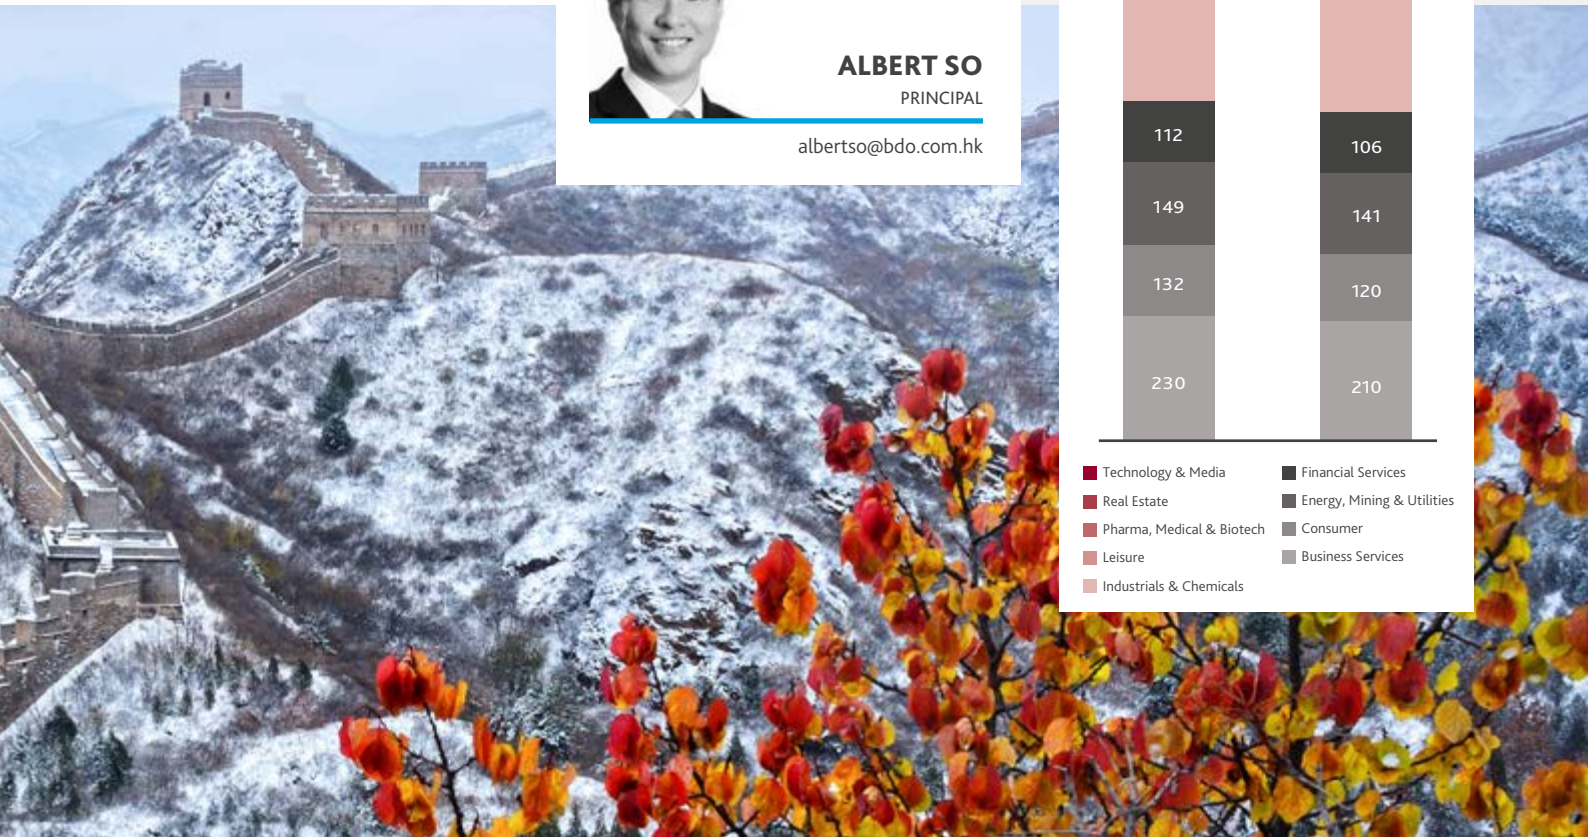 ALBERT SO
PRINCIPAL
albertso@bdo.com.hk
112
149
132
230
106
141
120
210
Technology & Media
Real Estate
Pharma, Medical & Biotech
Leisure
Industrials & Chemicals
Financial Services
Energy, Mining & Utilities
Consumer
Business Services